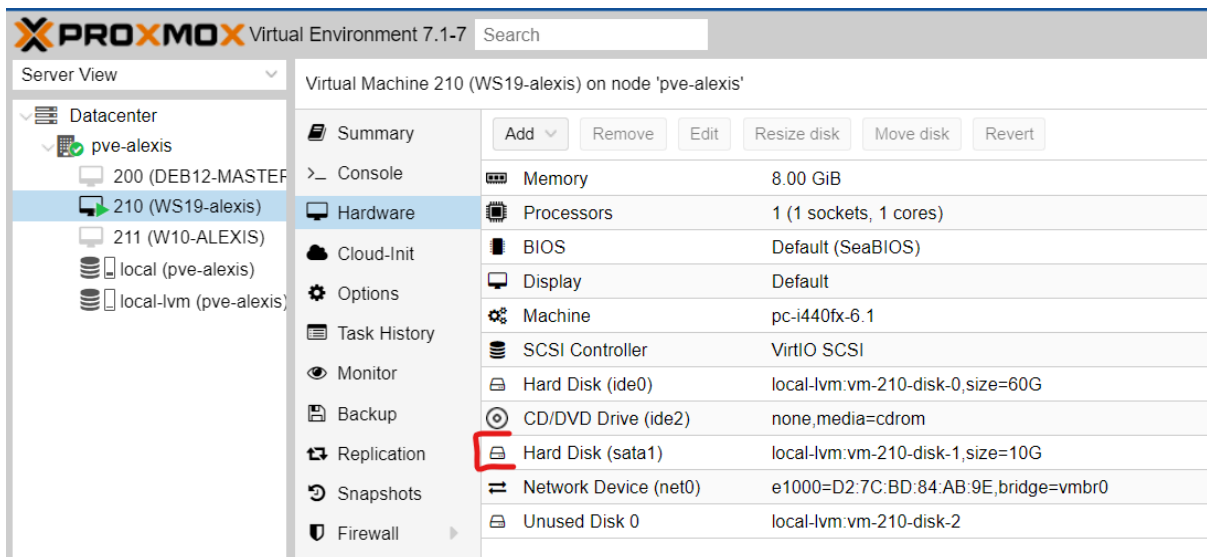 PROXMOX Virtual Environment 7.1-7 Search
Server View
Datacenter
pve-alexis
200 (DEB12-MASTER
210 (WS19-alexis)
211 (W10-ALEXIS)
local (pve-alexis)
local-lvm (pve-alexis)
Virtual Machine 210 (WS19-alexis) on node 'pve-alexis'
Summary
Console
Hardware
Cloud-Init
Options
Task History
Monitor
Backup
Replication
Snapshots
Firewall
Add Remove Edit Resize disk Move disk Revert
Memory 8.00 GiB
Processors 1 (1 sockets, 1 cores)
BIOS Default (SeaBIOS)
Display Default
Machine pc-i440fx-6.1
SCSI Controller VirtIO SCSI
Hard Disk (ide0) local-lvm:vm-210-disk-0,size=60G
CD/DVD Drive (ide2) none,media=cdrom
Hard Disk (sata1) local-lvm:vm-210-disk-1,size=10G
Network Device (net0) e1000=D2:7C:BD:84:AB:9E,bridge=vmbr0
Unused Disk 0 local-lvm:vm-210-disk-2